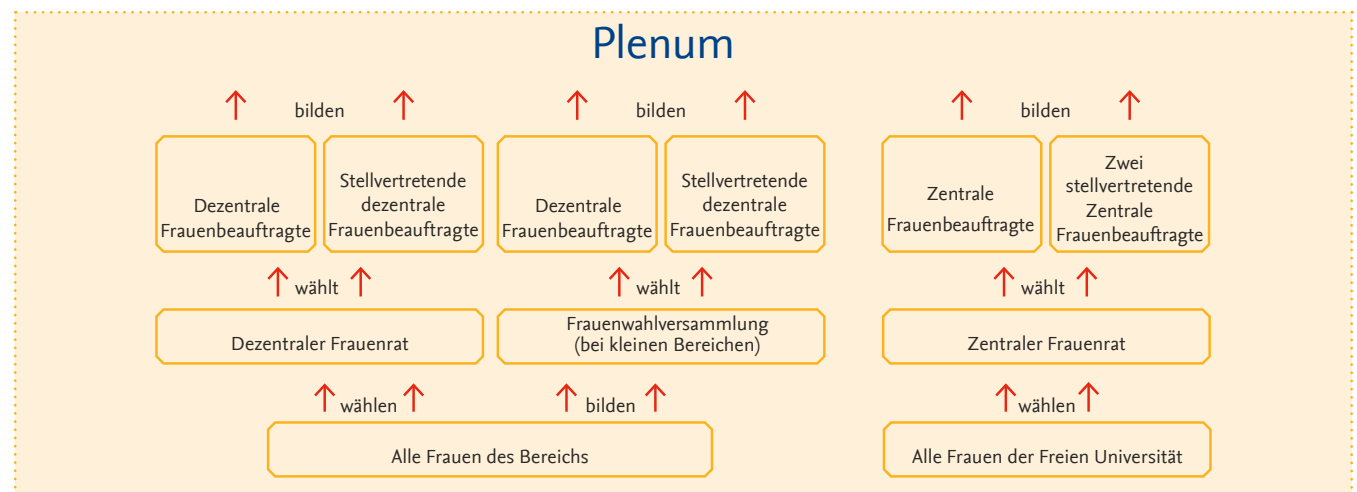 Plenum
bilden
bilden
bilden
Dezentrale
Frauenbeauftragte
Stellvertretende
dezentrale
Frauenbeauftragte
Dezentrale
Frauenbeauftragte
Stellvertretende
dezentrale
Frauenbeauftragte
Zentrale
Frauenbeauftragte
Zwei
stellvertretende
Zentrale
Frauenbeauftragte
wählt
wählt
wählt
Dezentraler Frauenrat
Frauenwahlversammlung
(bei kleinen Bereichen)
Zentraler Frauenrat
wählen
bilden
wählen
Alle Frauen des Bereichs
Alle Frauen der Freien Universität